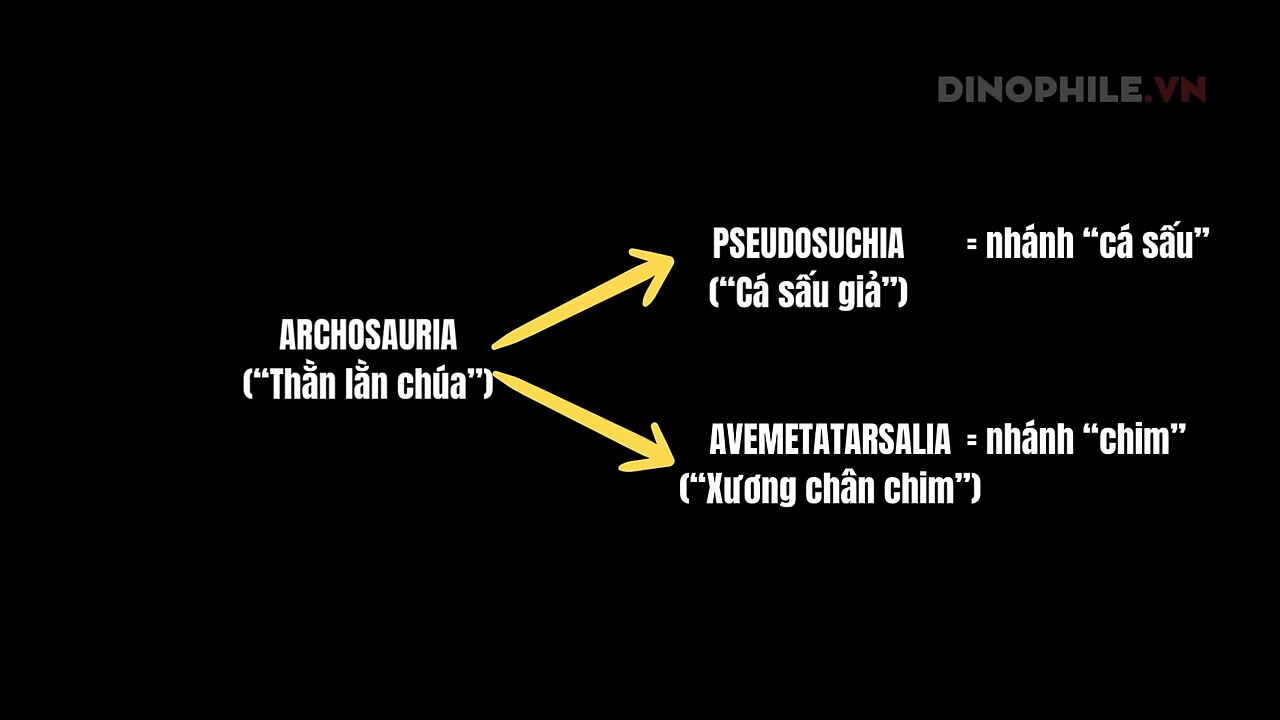 DINOPHILE.VN
PSEUDOSUCHIA = nhánh “cá sấu”
(“Cá sấu giả”)
ARCHOSAURIA
(“Thằn lằn chúa”)
AVEMETATARSALIA = nhánh “chim”
(“Xương chân chim”)